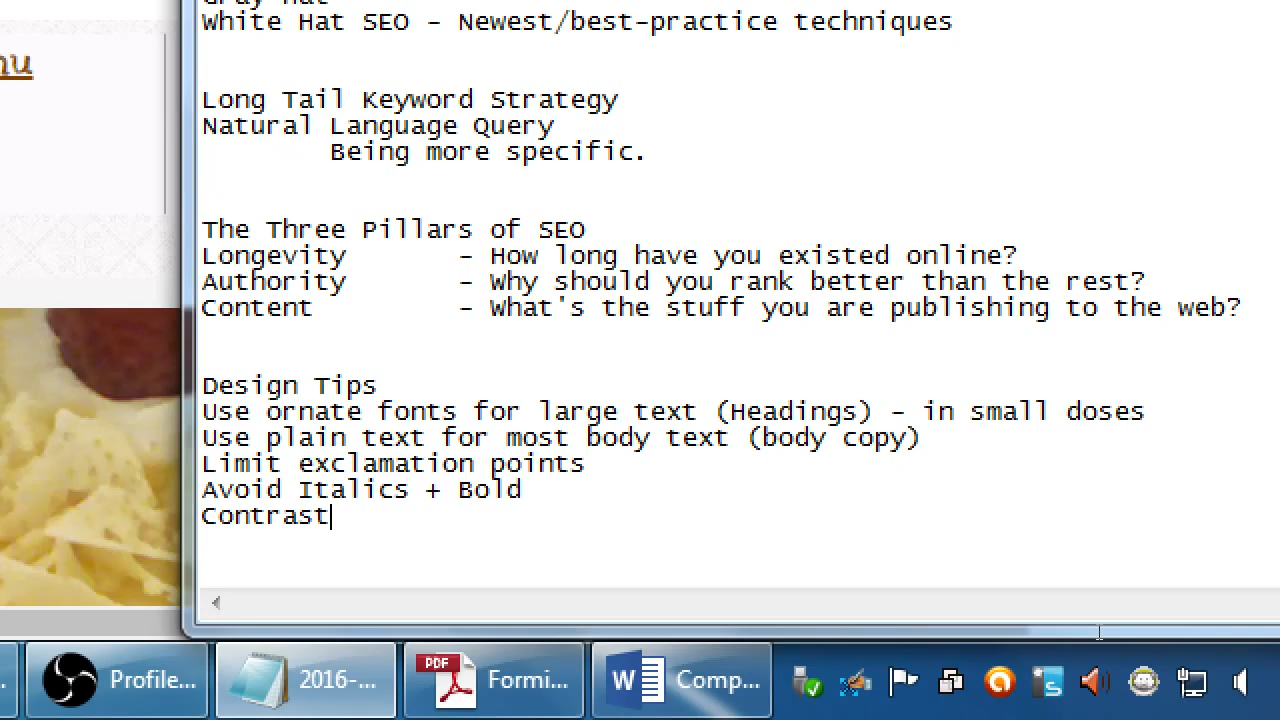 White Hat SEO – Newest/best-practice techniques
Long Tail Keyword Strategy
Natural Language Query
Being more specific.
The Three Pillars of SEO
Longevity – How long have you existed online?
Authority – Why should you rank better than the rest?
Content – What's the stuff you are publishing to the web?
Design Tips
Use ornate fonts for large text (Headings) – in small doses
Use plain text for most body text (body copy)
Limit exclamation points
Avoid Italics + Bold
Contrast
Profile...
2016-...
PDF
Formi...
W
Comp...